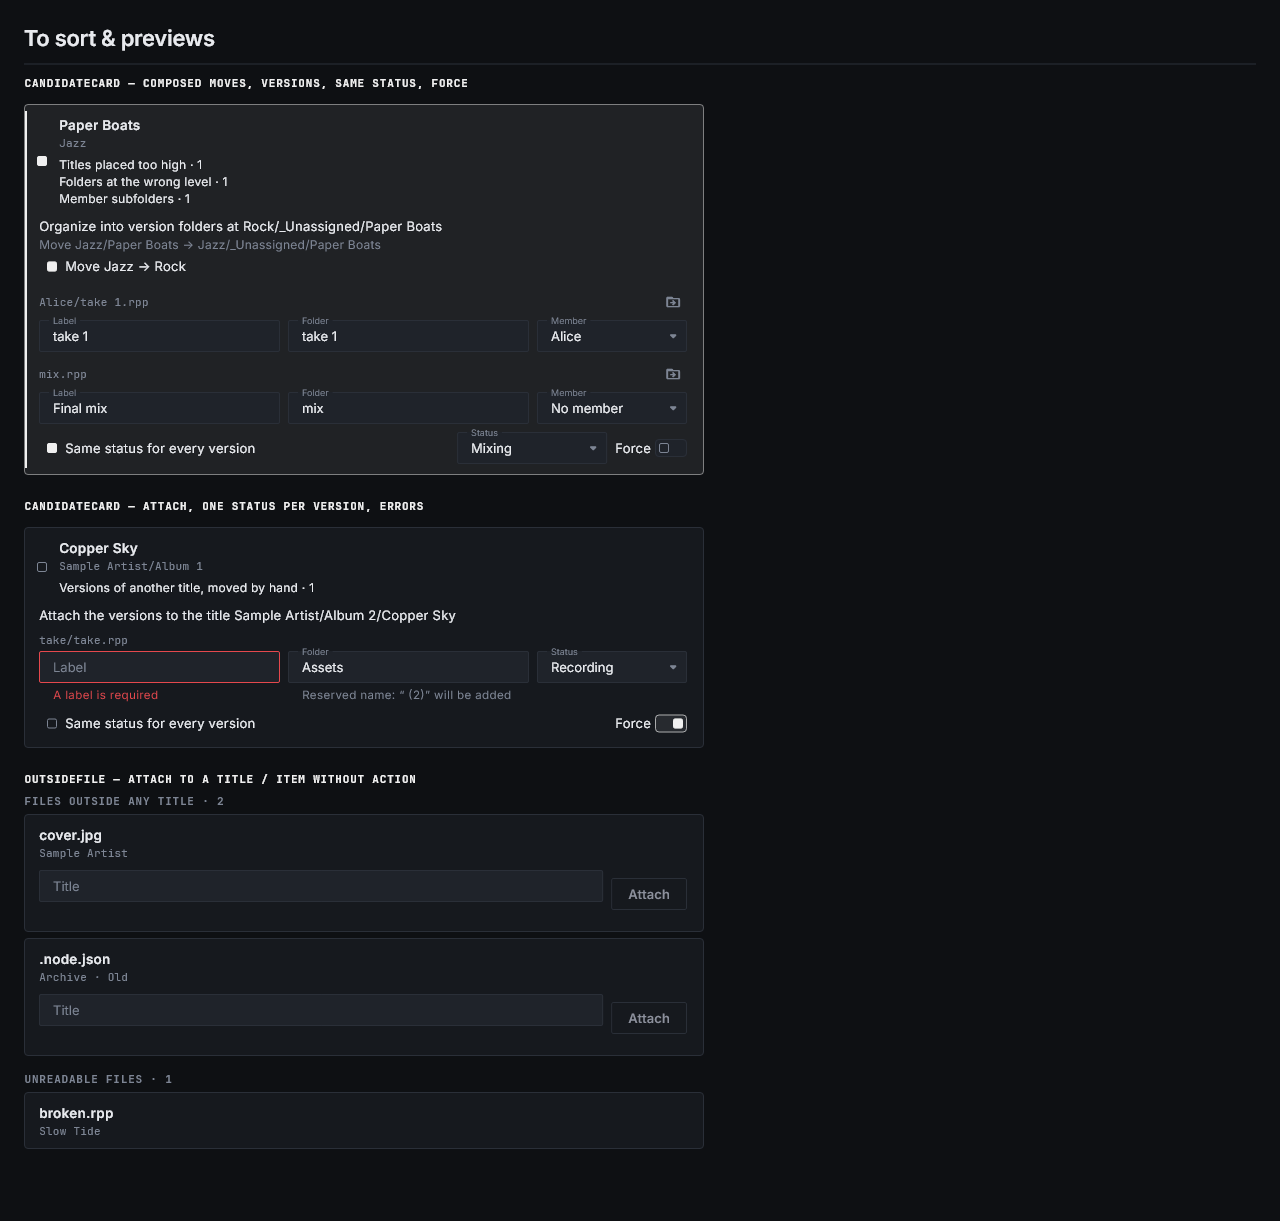 To sort & previews
CANDIDATECARD — COMPOSED MOVES, VERSIONS, SAME STATUS, FORCE
Paper Boats
Jazz
Titles placed too high · 1
Folders at the wrong level · 1
Member subfolders · 1
Organize into version folders at Rock/_Unassigned/Paper Boats
Move Jazz/Paper Boats → Jazz/_Unassigned/Paper Boats
Move Jazz → Rock
Alice/take 1.rpp
Label Folder Member
take 1 take 1 Alice
mix.rpp
Label Folder Member
Final mix mix No member
Status
Same status for every version Mixing Force
CANDIDATECARD — ATTACH, ONE STATUS PER VERSION, ERRORS
Copper Sky
Sample Artist/Album 1
Versions of another title, moved by hand · 1
Attach the versions to the title Sample Artist/Album 2/Copper Sky
take/take.rpp
Folder Status
Label Assets Recording
A label is required Reserved name: “ (2)” will be added
Same status for every version Force
OUTSIDEFILE — ATTACH TO A TITLE / ITEM WITHOUT ACTION
FILES OUTSIDE ANY TITLE · 2
cover.jpg
Sample Artist
Title Attach
.node.json
Archive · Old
Title Attach
UNREADABLE FILES · 1
broken.rpp
Slow Tide